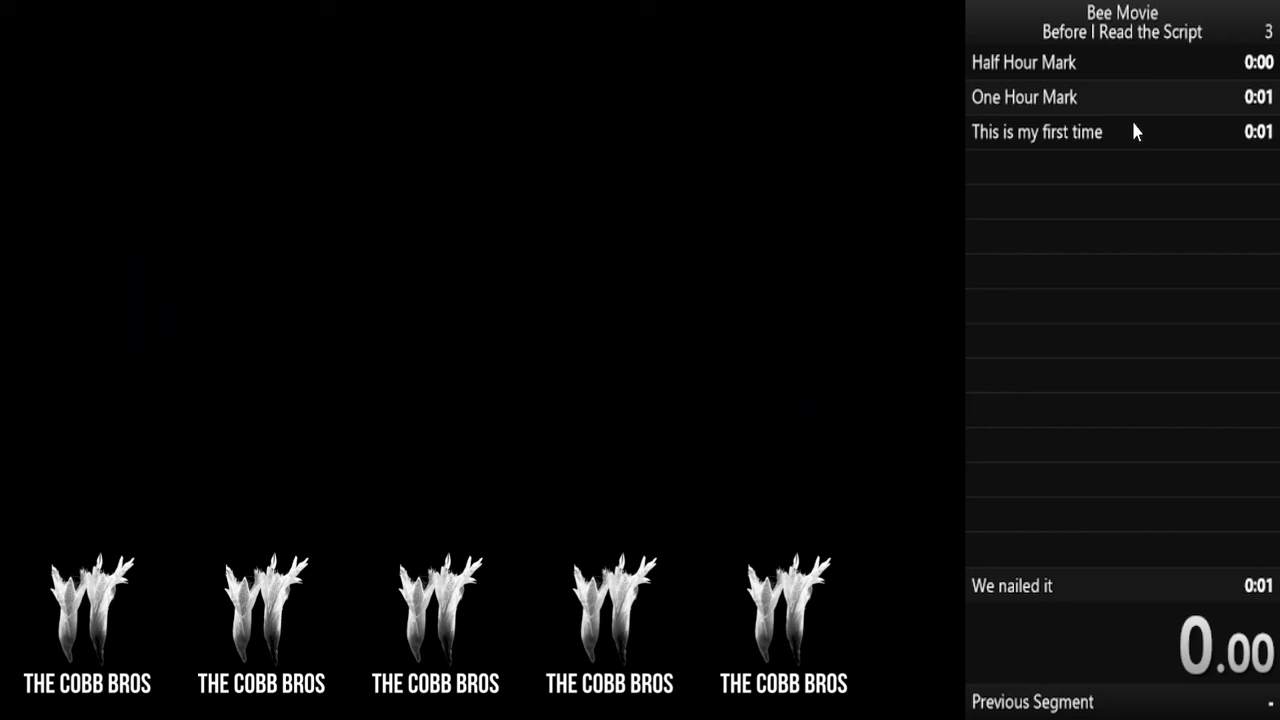 Bee Movie
Before I Read the Script 3
Half Hour Mark 0:00
One Hour Mark 0:01
This is my first time 0:01
We nailed it 0:01
0.00
Previous Segment -
THE COBB BROS THE COBB BROS THE COBB BROS THE COBB BROS THE COBB BROS